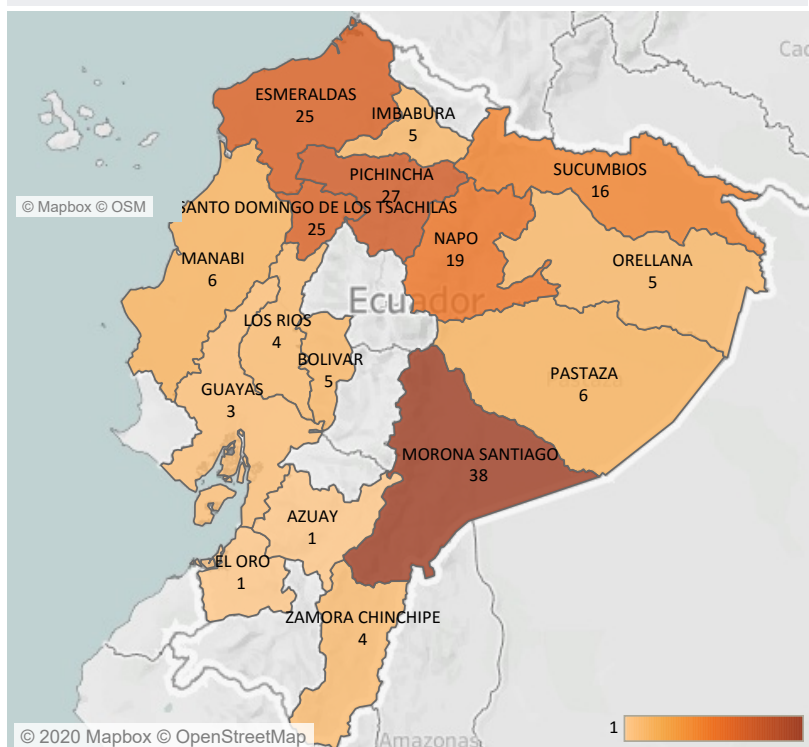 Cac
ESMERALDAS
25
IMBABURA
5
SUCUMBIOS
16
PICHINCHA
27
© Mapbox © OSM
SANTO DOMINGO DE LOS TSACHILAS
25
NAPO
19
MANABI
6
ORELLANA
5
Ecuador
LOS RIOS
4
BOLIVAR
5
PASTAZA
6
GUAYAS
3
MORONA SANTIAGO
38
AZUAY
1
EL ORO
1
ZAMORA CHINCHIPE
4
1
© 2020 Mapbox © OpenStreetMap
Amazonas